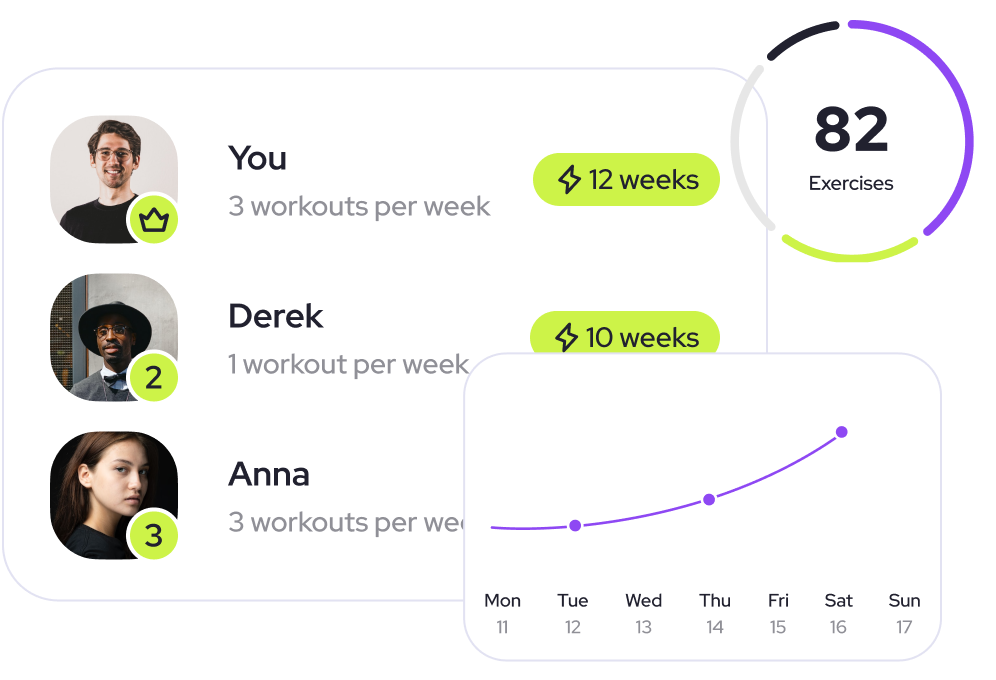 You
3 workouts per week
12 weeks
82
Exercises
Derek
1 workout per week
10 weeks
2
Anna
3 workouts per
3
Mon Tue Wed Thu Fri Sat Sun
11 12 13 14 15 16 17